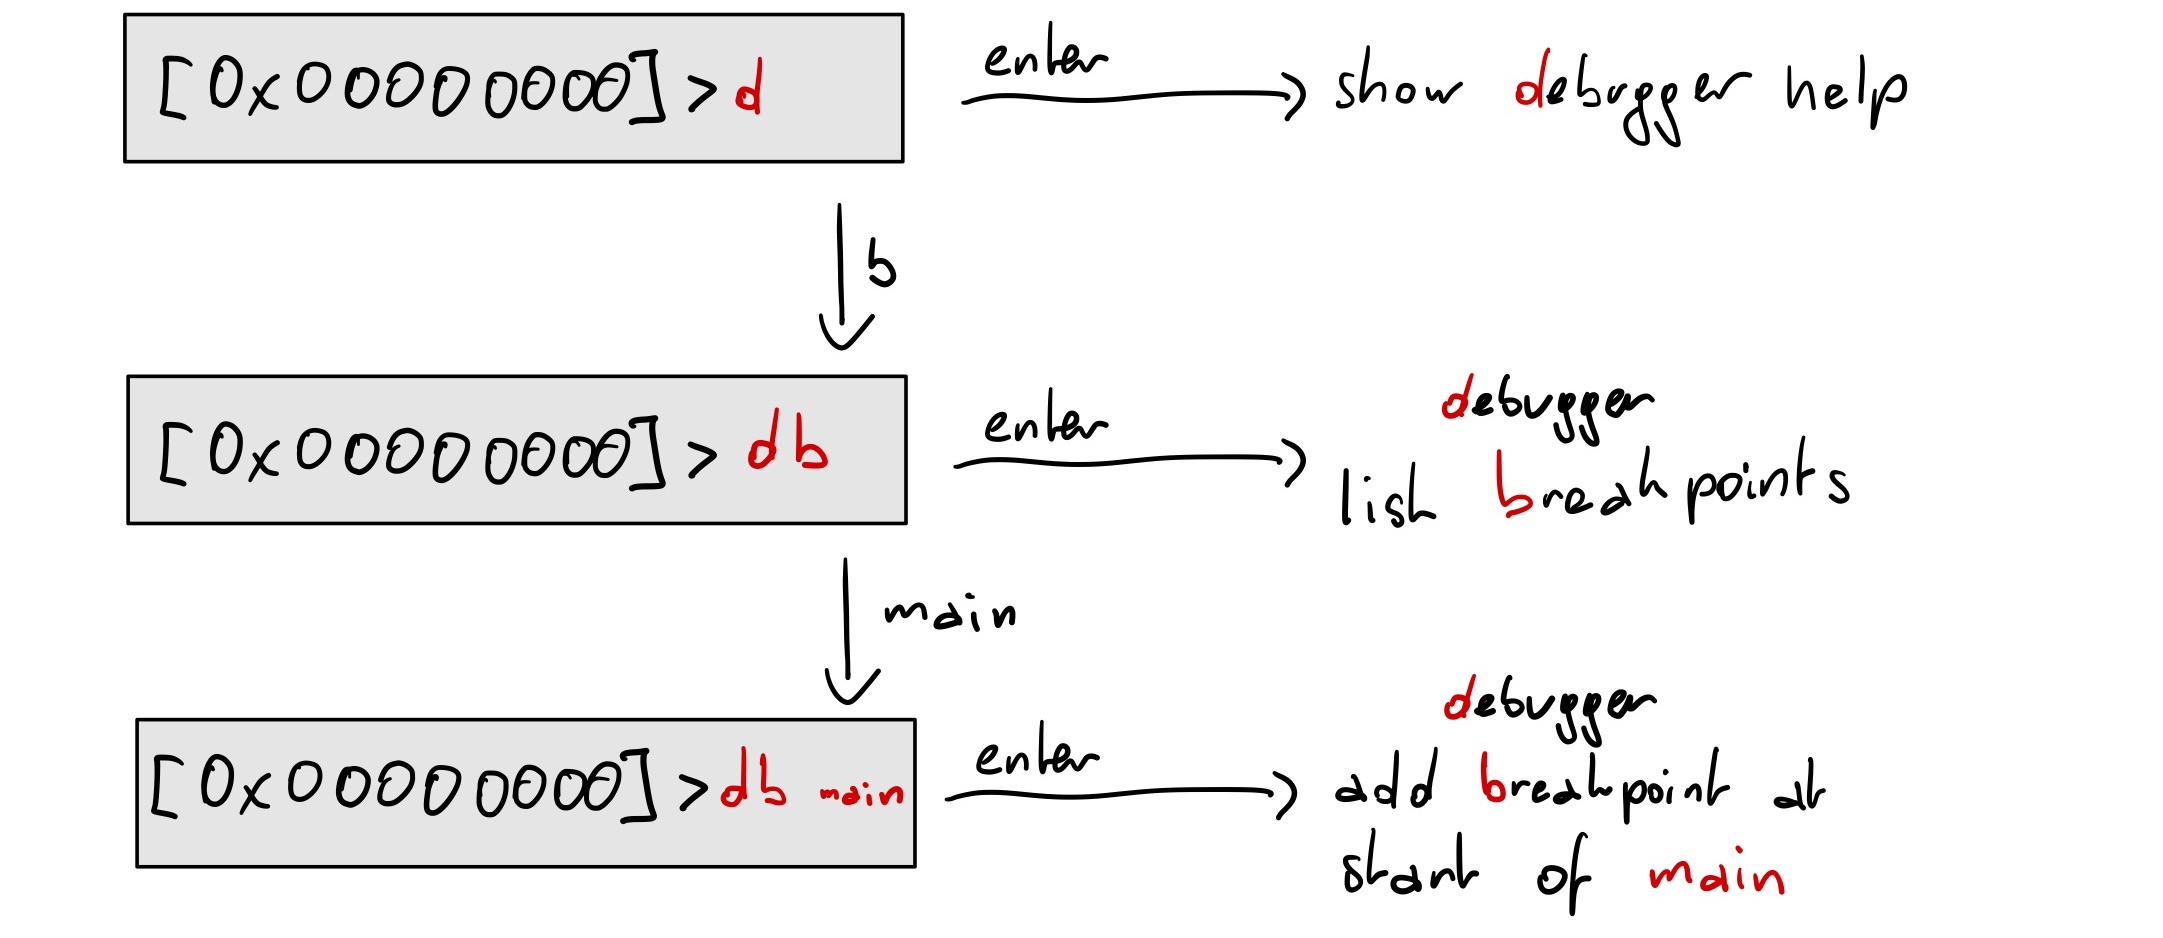 [0x00000000]>d
enter
show debugger help
b
[0x00000000]> db
enter
debugger
list breakpoints
main
[0x00000000]>db main
enter
debugger
add breakpoint at
start of main